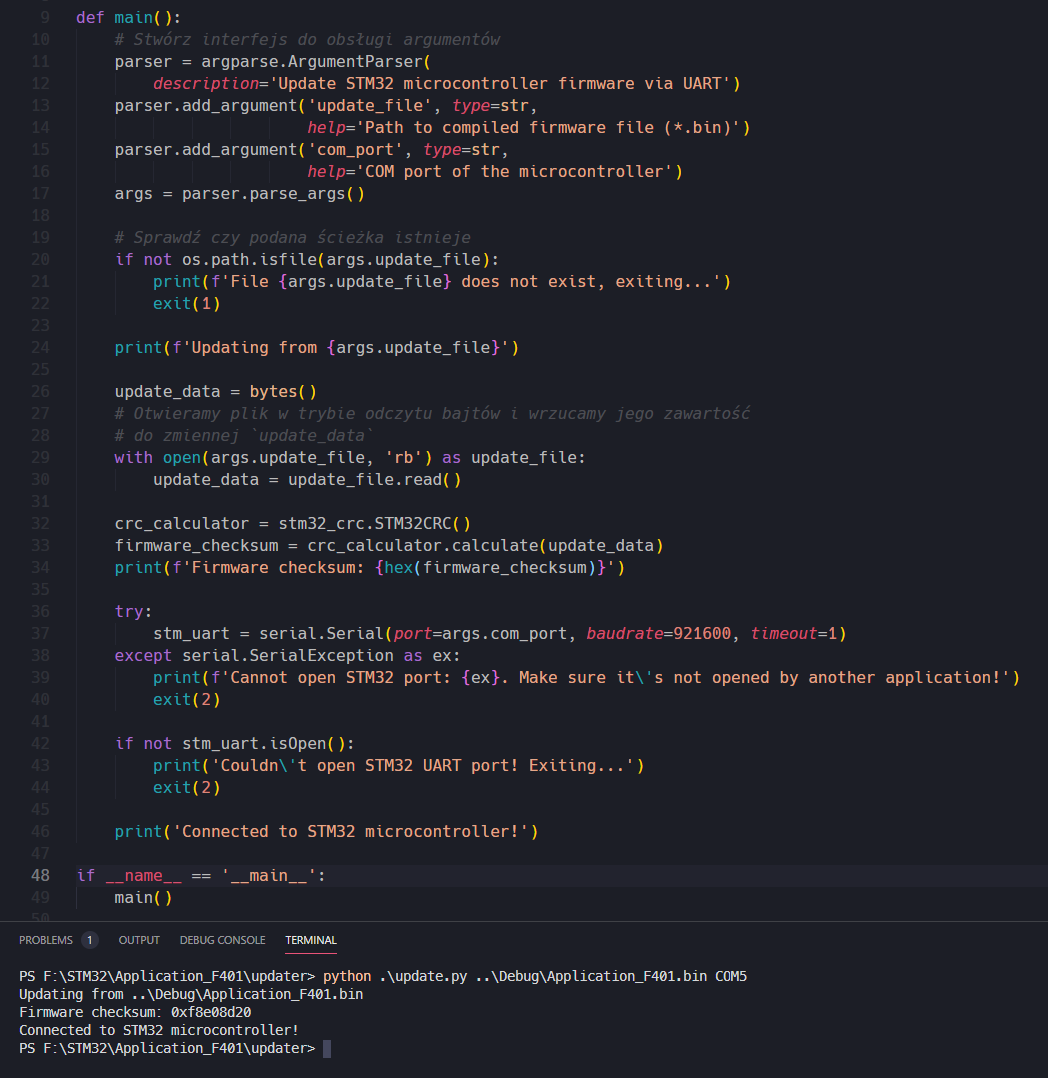 9 def main():
10     # Stwórz interfejs do obsługi argumentów
11     parser = argparse.ArgumentParser(
12         description='Update STM32 microcontroller firmware via UART')
13     parser.add_argument('update_file', type=str,
14                         help='Path to compiled firmware file (*.bin)')
15     parser.add_argument('com_port', type=str,
16                         help='COM port of the microcontroller')
17     args = parser.parse_args()
18
19     # Sprawdź czy podana ścieżka istnieje
20     if not os.path.isfile(args.update_file):
21         print(f'File {args.update_file} does not exist, exiting...')
22         exit(1)
23
24     print(f'Updating from {args.update_file}')
25
26     update_data = bytes()
27     # Otwieramy plik w trybie odczytu bajtów i wrzucamy jego zawartość
28     # do zmiennej `update_data`
29     with open(args.update_file, 'rb') as update_file:
30         update_data = update_file.read()
31
32     crc_calculator = stm32_crc.STM32CRC()
33     firmware_checksum = crc_calculator.calculate(update_data)
34     print(f'Firmware checksum: {hex(firmware_checksum)}')
35
36     try:
37         stm_uart = serial.Serial(port=args.com_port, baudrate=921600, timeout=1)
38     except serial.SerialException as ex:
39         print(f'Cannot open STM32 port: {ex}. Make sure it\'s not opened by another application!')
40         exit(2)
41
42     if not stm_uart.isOpen():
43         print('Couldn\'t open STM32 UART port! Exiting...')
44         exit(2)
45
46     print('Connected to STM32 microcontroller!')
47
48 if __name__ == '__main__':
49     main()
50
PROBLEMS 1 OUTPUT DEBUG CONSOLE TERMINAL
PS F:\STM32\Application_F401\updater> python .\update.py ..\Debug\Application_F401.bin COM5
Updating from ..\Debug\Application_F401.bin
Firmware checksum: 0xf8e08d20
Connected to STM32 microcontroller!
PS F:\STM32\Application_F401\updater>